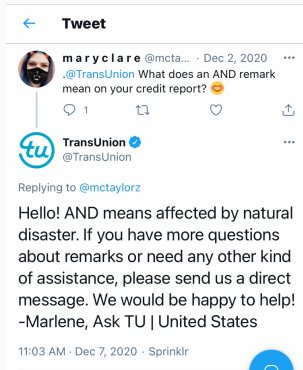 Tweet
m a r y c l a r e @mcta... · Dec 2, 2020
.@TransUnion What does an AND remark
mean on your credit report? 😊
1
tu
TransUnion
@TransUnion
Replying to @mctaylorz
Hello! AND means affected by natural
disaster. If you have more questions
about remarks or need any other kind
of assistance, please send us a direct
message. We would be happy to help!
-Marlene, Ask TU | United States
11:03 AM · Dec 7, 2020 · Sprinklr